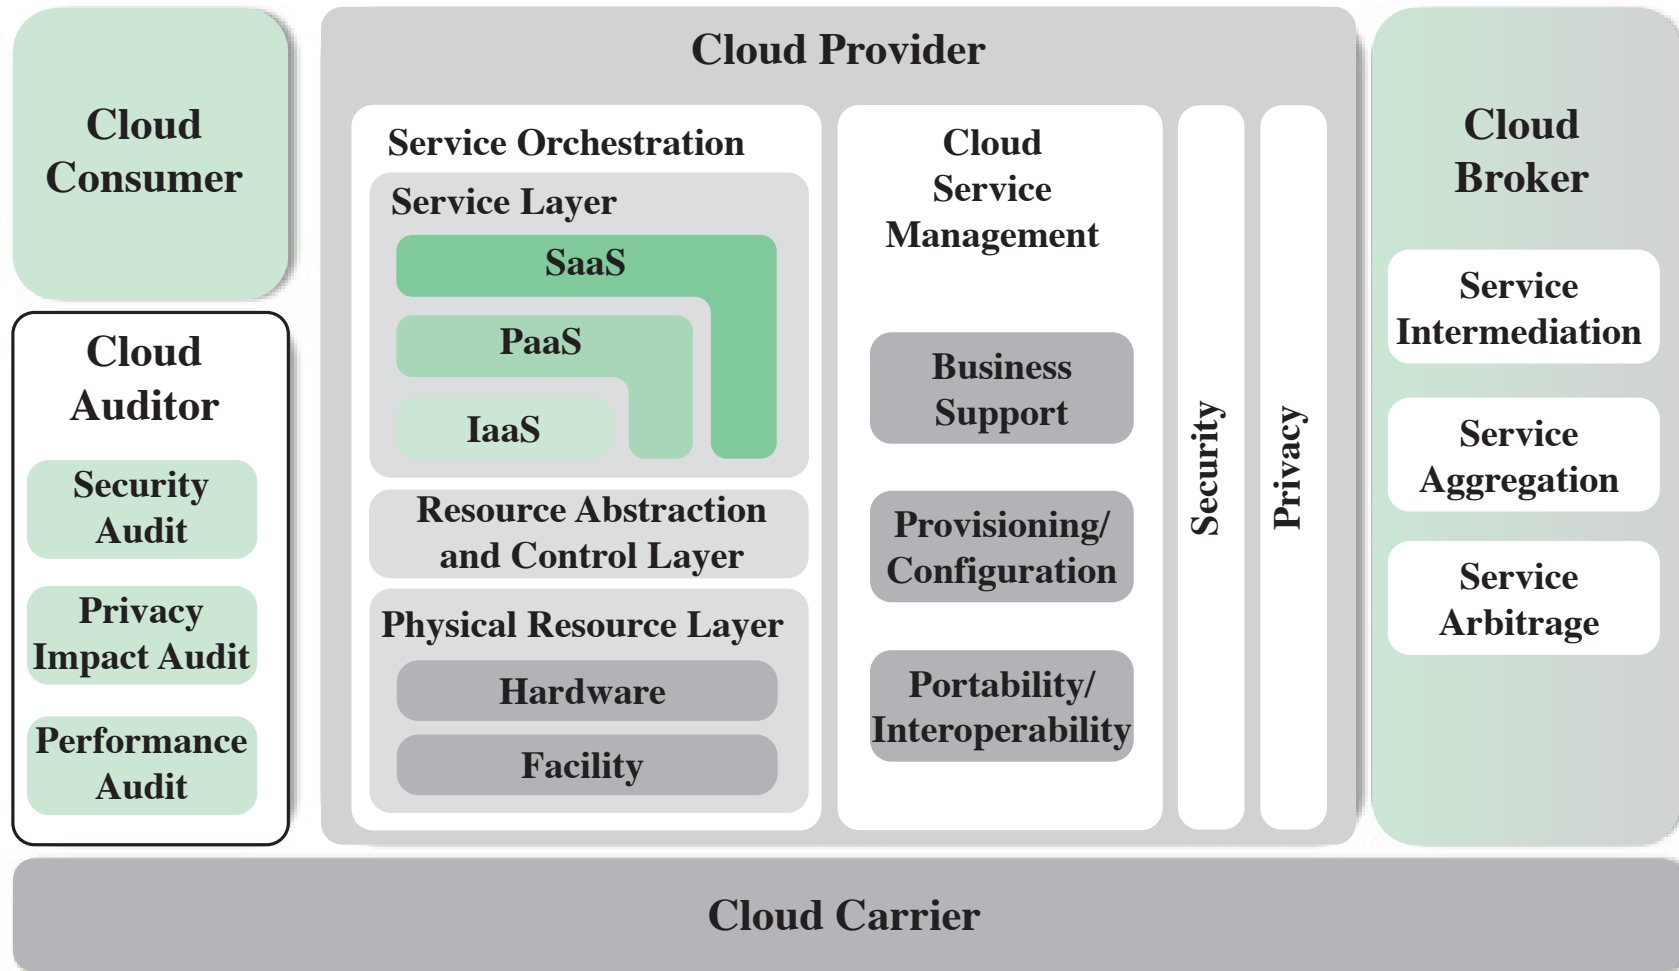 Cloud
Consumer
Cloud
Auditor
Security
Audit
Privacy
Impact Audit
Performance
Audit
Cloud Provider
Service Orchestration
Service Layer
SaaS
PaaS
IaaS
Resource Abstraction
and Control Layer
Physical Resource Layer
Hardware
Facility
Cloud
Service
Management
Business
Support
Provisioning/
Configuration
Portability/
Interoperability
Security
Privacy
Cloud
Broker
Service
Intermediation
Service
Aggregation
Service
Arbitrage
Cloud Carrier